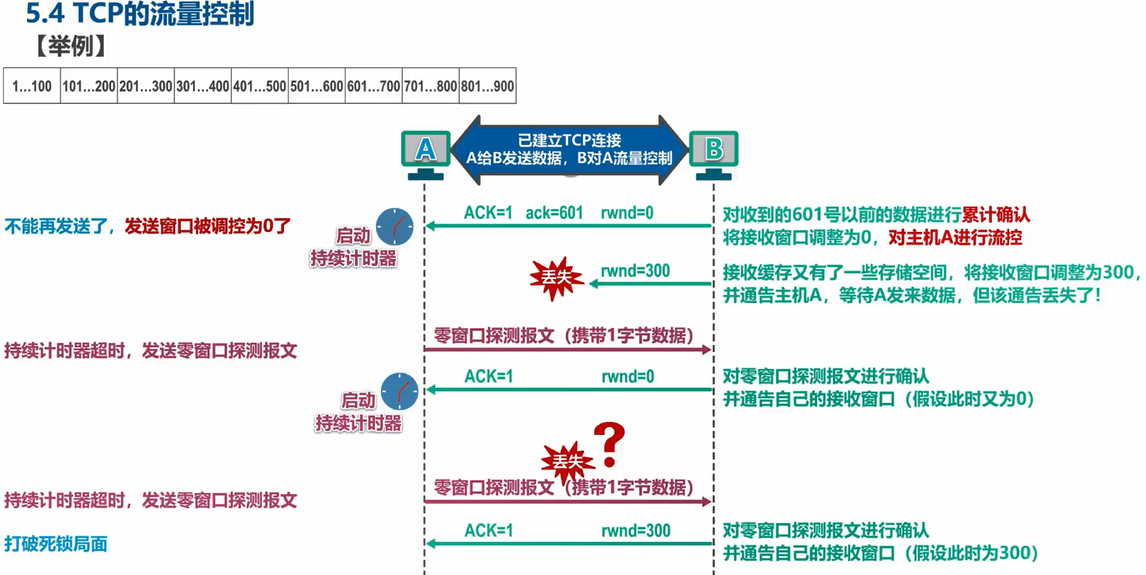 5.4 TCP的流量控制
【举例】
1…100 101…200 201…300 301…400 401…500 501…600 601…700 701…800 801…900
A
已建立TCP连接
A给B发送数据，B对A流量控制
B
不能再发送了，发送窗口被调控为0了
启动
持续计时器
ACK=1 ack=601 rwnd=0
对收到的601号以前的数据进行累计确认
将接收窗口调整为0，对主机A进行流控
丢失
rwnd=300
接收缓存又有了一些存储空间，将接收窗口调整为300，
并通告主机A，等待A发来数据，但该通告丢失了！
持续计时器超时，发送零窗口探测报文
零窗口探测报文（携带1字节数据）
启动
持续计时器
ACK=1 rwnd=0
对零窗口探测报文进行确认
并通告自己的接收窗口（假设此时又为0）
丢失
?
持续计时器超时，发送零窗口探测报文
零窗口探测报文（携带1字节数据）
打破死锁局面
ACK=1 rwnd=300
对零窗口探测报文进行确认
并通告自己的接收窗口（假设此时为300）